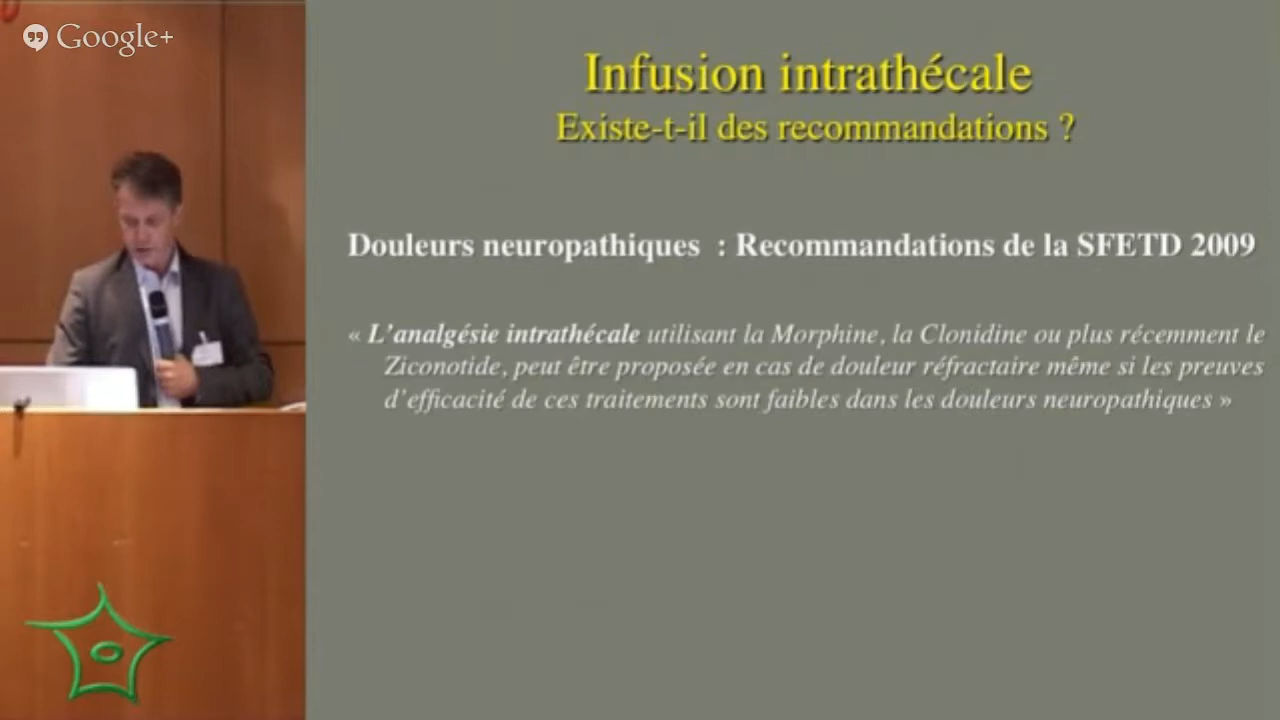 Google+
Infusion intrathécale
Existe-t-il des recommandations ?
Douleurs neuropathiques : Recommandations de la SFETD 2009
« L'analgésie intrathécale utilisant la Morphine, la Clonidine ou plus récemment le
Ziconotide, peut être proposée en cas de douleur réfractaire même si les preuves
d'efficacité de ces traitements sont faibles dans les douleurs neuropathiques »